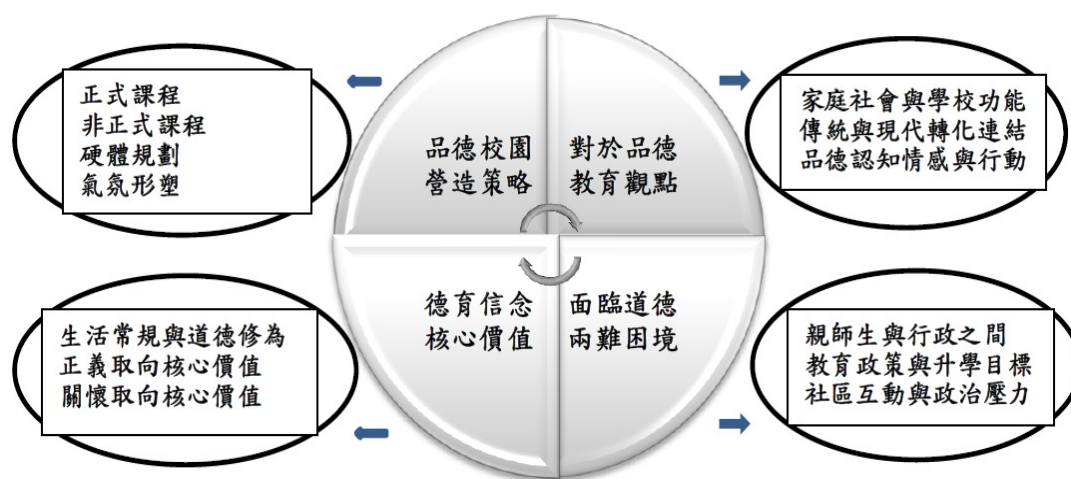 正式課程
非正式課程
硬體規劃
氣氛形塑
品德校園
營造策略
對於品德
教育觀點
家庭社會與學校功能
傳統與現代轉化連結
品德認知情感與行動
生活常規與道德修為
正義取向核心價值
關懷取向核心價值
德育信念
核心價值
面臨道德
兩難困境
親師生與行政之間
教育政策與升學目標
社區互動與政治壓力